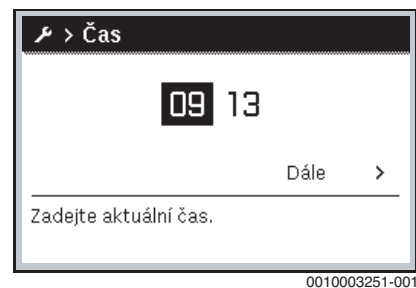 > Čas
09 13
Dále >
Zadejte aktuální čas.
0010003251-001